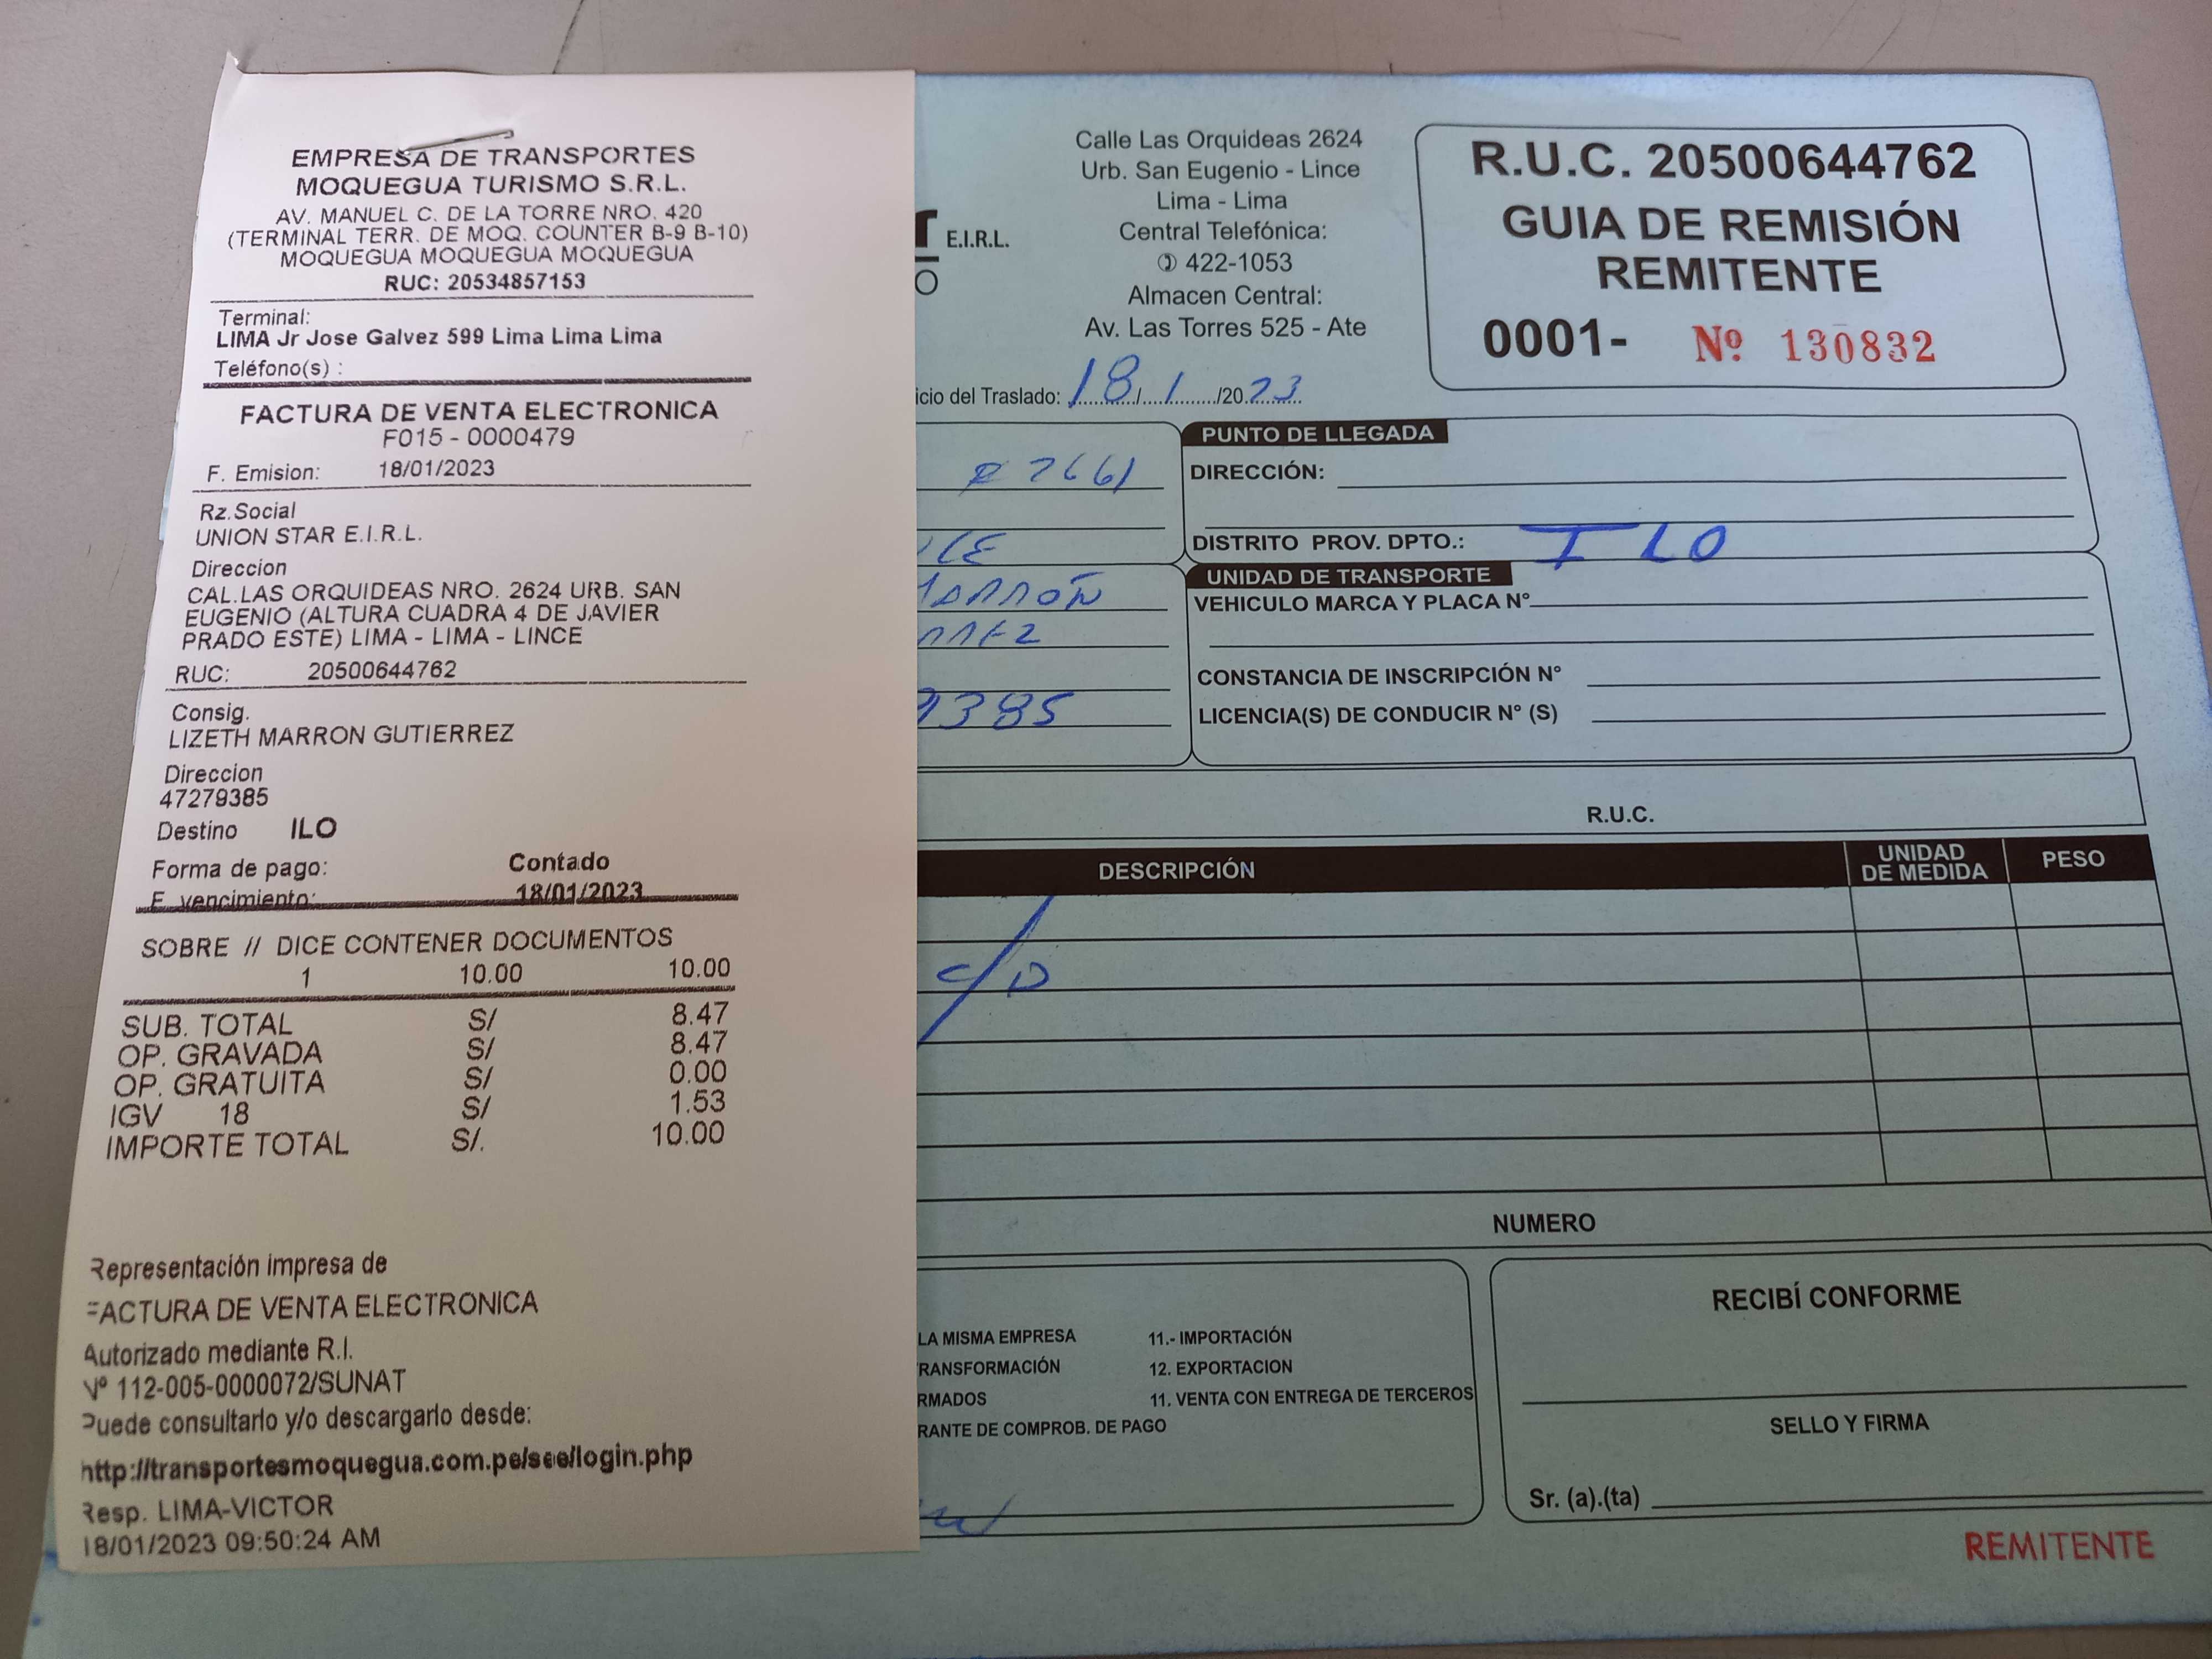 EMPRESA DE TRANSPORTES
MOQUEGUA TURISMO S.R.L.
AV. MANUEL C. DE LA TORRE NRO. 420
(TERMINAL TERR. DE MOQ. COUNTER B-9 B-10)
MOQUEGUA MOQUEGUA MOQUEGUA
RUC: 20534857153
Terminal:
LIMA Jr Jose Galvez 599 Lima Lima Lima
Teléfono(s) :
FACTURA DE VENTA ELECTRONICA
F015 - 0000479
F. Emision: 18/01/2023
Rz.Social
UNION STAR E.I.R.L.
Direccion
CAL.LAS ORQUIDEAS NRO. 2624 URB. SAN
EUGENIO (ALTURA CUADRA 4 DE JAVIER
PRADO ESTE) LIMA - LIMA - LINCE
RUC: 20500644762
Consig.
LIZETH MARRON GUTIERREZ
Direccion
47279385
Destino ILO
Forma de pago: Contado
F. vencimiento: 18/01/2023
SOBRE // DICE CONTENER DOCUMENTOS
1 10.00 10.00
SUB. TOTAL S/ 8.47
OP. GRAVADA S/ 8.47
OP. GRATUITA S/ 0.00
IGV 18 S/ 1.53
IMPORTE TOTAL S/. 10.00
Representación impresa de
FACTURA DE VENTA ELECTRONICA
Autorizado mediante R.I.
Nº 112-005-0000072/SUNAT
Puede consultarlo y/o descargarlo desde:
http://transportesmoquegua.com.pe/see/login.php
Resp. LIMA-VICTOR
18/01/2023 09:50:24 AM
E.I.R.L.
Calle Las Orquideas 2624
Urb. San Eugenio - Lince
Lima - Lima
Central Telefónica:
✆ 422-1053
Almacen Central:
Av. Las Torres 525 - Ate
R.U.C. 20500644762
GUIA DE REMISIÓN
REMITENTE
0001- Nº 130832
icio del Traslado: 18/1/2023
2661
9385
PUNTO DE LLEGADA
DIRECCIÓN:
DISTRITO PROV. DPTO.: ILO
UNIDAD DE TRANSPORTE
VEHICULO MARCA Y PLACA N°
CONSTANCIA DE INSCRIPCIÓN N°
LICENCIA(S) DE CONDUCIR N° (S)
R.U.C.
DESCRIPCIÓN UNIDAD DE MEDIDA PESO
C/D
NUMERO
LA MISMA EMPRESA 11.- IMPORTACIÓN
RANSFORMACIÓN 12. EXPORTACION
RMADOS 11. VENTA CON ENTREGA DE TERCEROS
RANTE DE COMPROB. DE PAGO
RECIBÍ CONFORME
SELLO Y FIRMA
Sr. (a).(ta)
REMITENTE